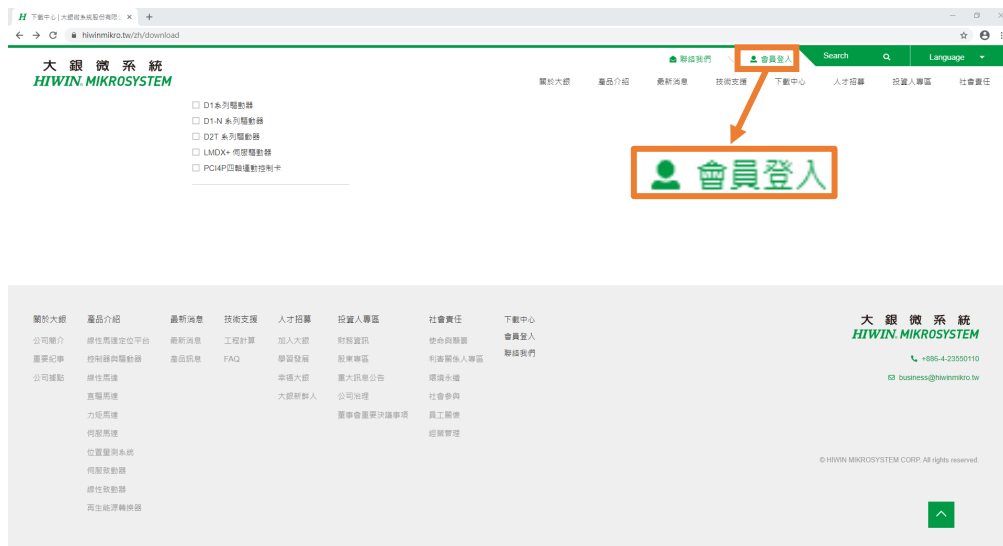 下載中心 | 大銀微系統股份有限
hiwinmikro.tw/zh/download
大 銀 微 系 統
HIWIN® MIKROSYSTEM
聯絡我們
會員登入
Search
Language
關於大銀 產品介紹 最新消息 技術支援 下載中心 人才招募 投資人專區 社會責任
D1系列驅動器
D1-N 系列驅動器
D2T 系列驅動器
LMDX+ 伺服驅動器
PCI4P四軸運動控制卡
會員登入
關於大銀
公司簡介
重要紀事
公司據點
產品介紹
線性馬達定位平台
控制器與驅動器
線性馬達
直驅馬達
力矩馬達
伺服馬達
位置量測系統
伺服致動器
線性致動器
再生能源轉換器
最新消息
最新消息
產品訊息
技術支援
工程計算
FAQ
人才招募
加入大銀
學習發展
幸福大銀
大銀新鮮人
投資人專區
財務資訊
股東專區
重大訊息公告
公司治理
董事會重要決議事項
社會責任
使命與願景
利害關係人專區
環境永續
社會參與
員工關懷
經營管理
下載中心
會員登入
聯絡我們
大 銀 微 系 統
HIWIN® MIKROSYSTEM
+886-4-23550110
business@hiwinmikro.tw
© HIWIN MIKROSYSTEM CORP. All rights reserved.